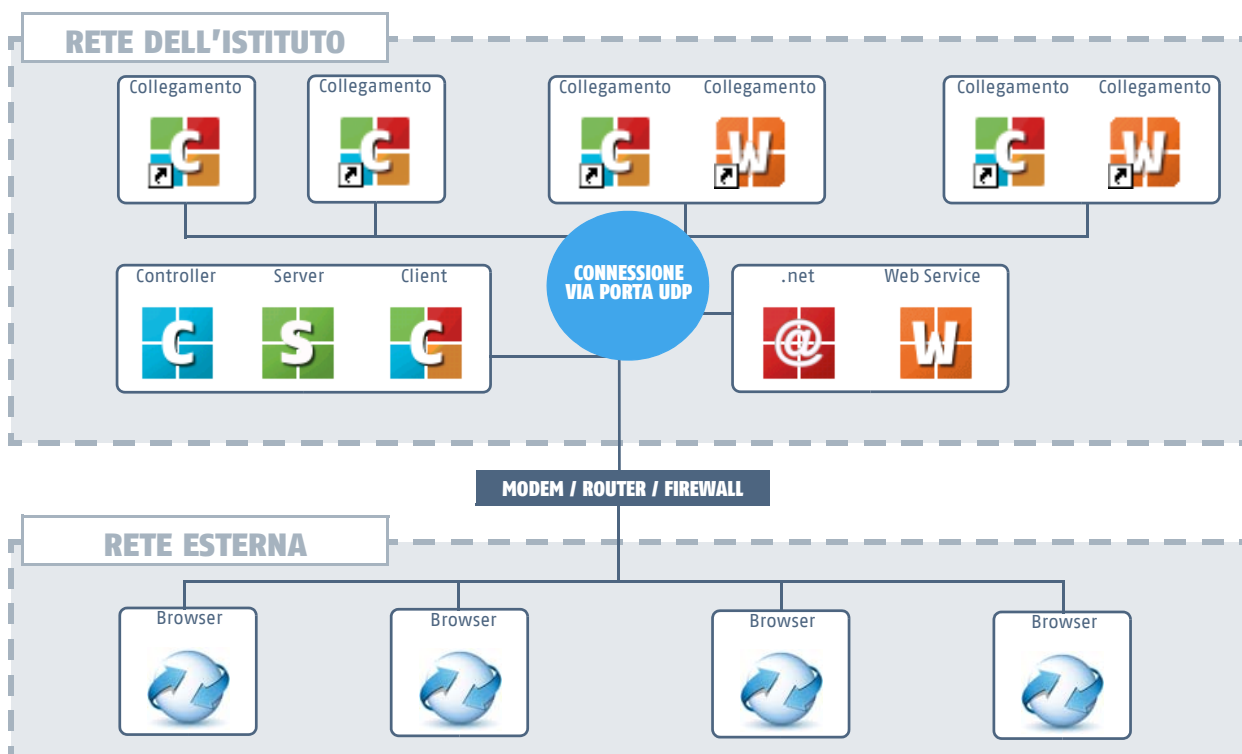 RETE DELL'ISTITUTO
Collegamento
Collegamento
Collegamento Collegamento
Collegamento Collegamento
C
C
C W
C W
Controller Server Client
C S C
CONNESSIONE
VIA PORTA UDP
.net Web Service
@ W
MODEM / ROUTER / FIREWALL
RETE ESTERNA
Browser
Browser
Browser
Browser